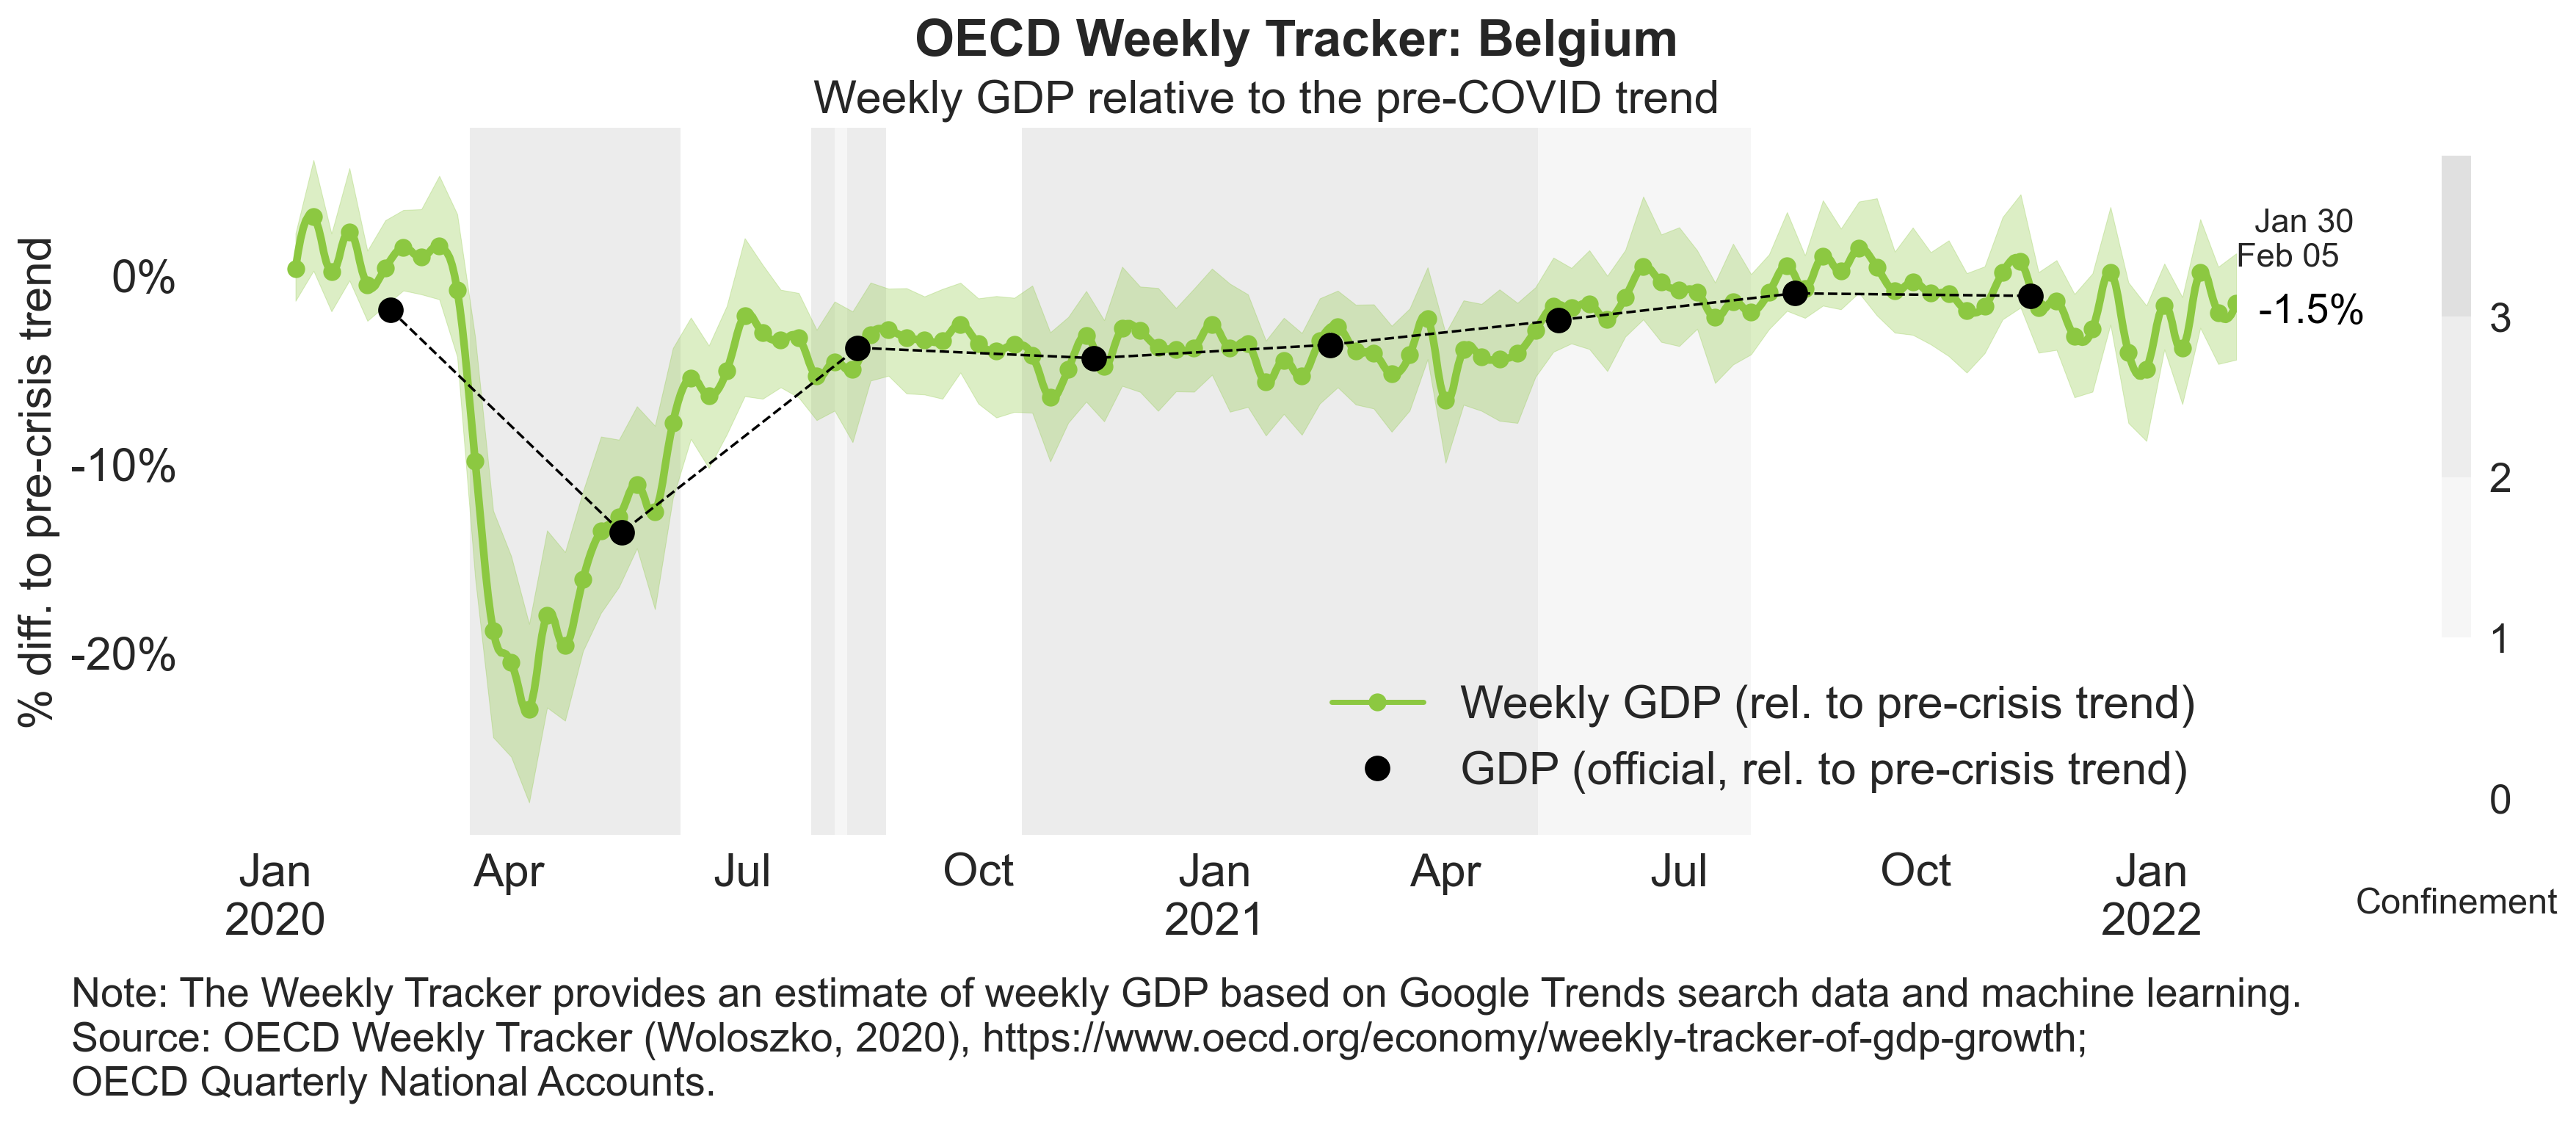 OECD Weekly Tracker: Belgium
Weekly GDP relative to the pre-COVID trend
% diff. to pre-crisis trend
0%
-10%
-20%
Jan 30
Feb 05
-1.5%
3
2
1
0
Confinement
Weekly GDP (rel. to pre-crisis trend)
GDP (official, rel. to pre-crisis trend)
Jan Apr Jul Oct Jan Apr Jul Oct Jan
2020 2021 2022
Note: The Weekly Tracker provides an estimate of weekly GDP based on Google Trends search data and machine learning.
Source: OECD Weekly Tracker (Woloszko, 2020), https://www.oecd.org/economy/weekly-tracker-of-gdp-growth;
OECD Quarterly National Accounts.